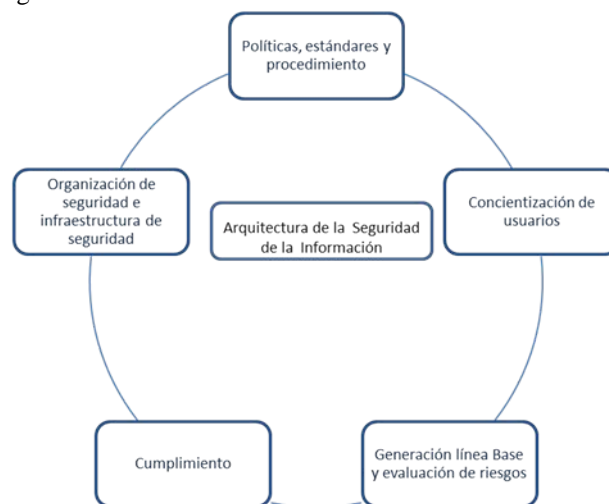 Políticas, estándares y
procedimiento
Organización de
seguridad e
infraestructura de
seguridad
Arquitectura de la Seguridad
de la Información
Concientización de
usuarios
Cumplimiento
Generación línea Base
y evaluación de riesgos